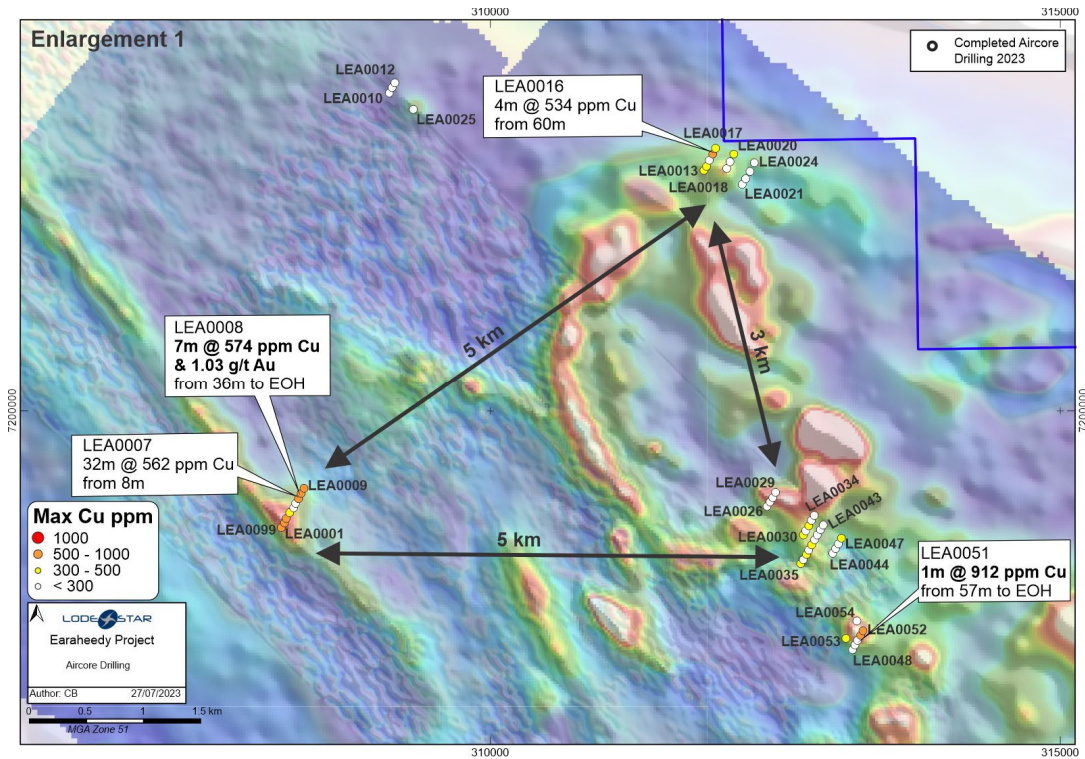 310000
315000
Enlargement 1
Completed Aircore
Drilling 2023
LEA0012
LEA0010
LEA0025
LEA0016
4m @ 534 ppm Cu
from 60m
LEA0017
LEA0020
LEA0024
LEA0013
LEA0018
LEA0021
5 km
3 km
7200000
7200000
LEA0008
7m @ 574 ppm Cu
& 1.03 g/t Au
from 36m to EOH
LEA0007
32m @ 562 ppm Cu
from 8m
LEA0009
LEA0099
LEA0001
5 km
LEA0029
LEA0026
LEA0034
LEA0043
LEA0030
LEA0047
LEA0044
LEA0035
LEA0051
1m @ 912 ppm Cu
from 57m to EOH
LEA0054
LEA0052
LEA0053
LEA0048
Max Cu ppm
1000
500 - 1000
300 - 500
< 300
LODESTAR
Earaheedy Project
Aircore Drilling
Author: CB 27/07/2023
0 0.5 1 1.5 km
MGA Zone 51
310000
315000